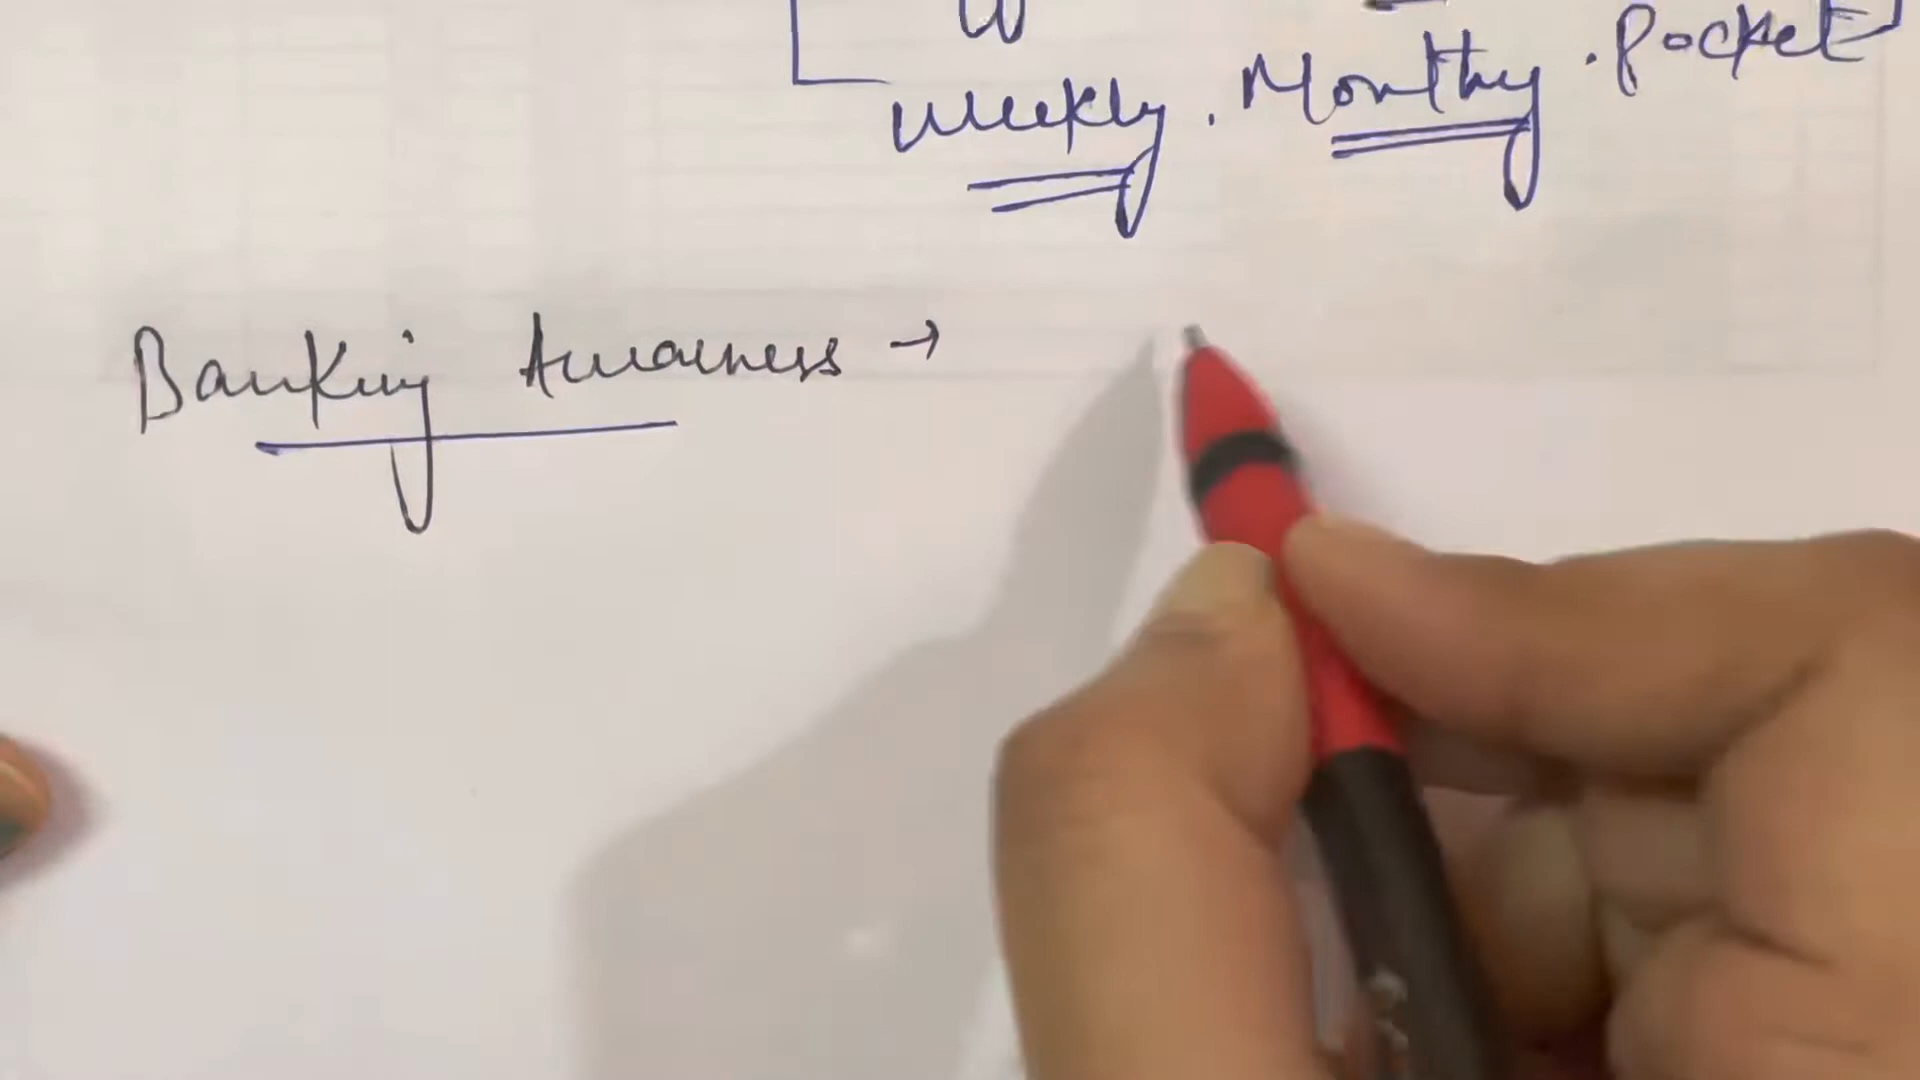 Weekly . Monthy . Pocket
Banking Awarness →